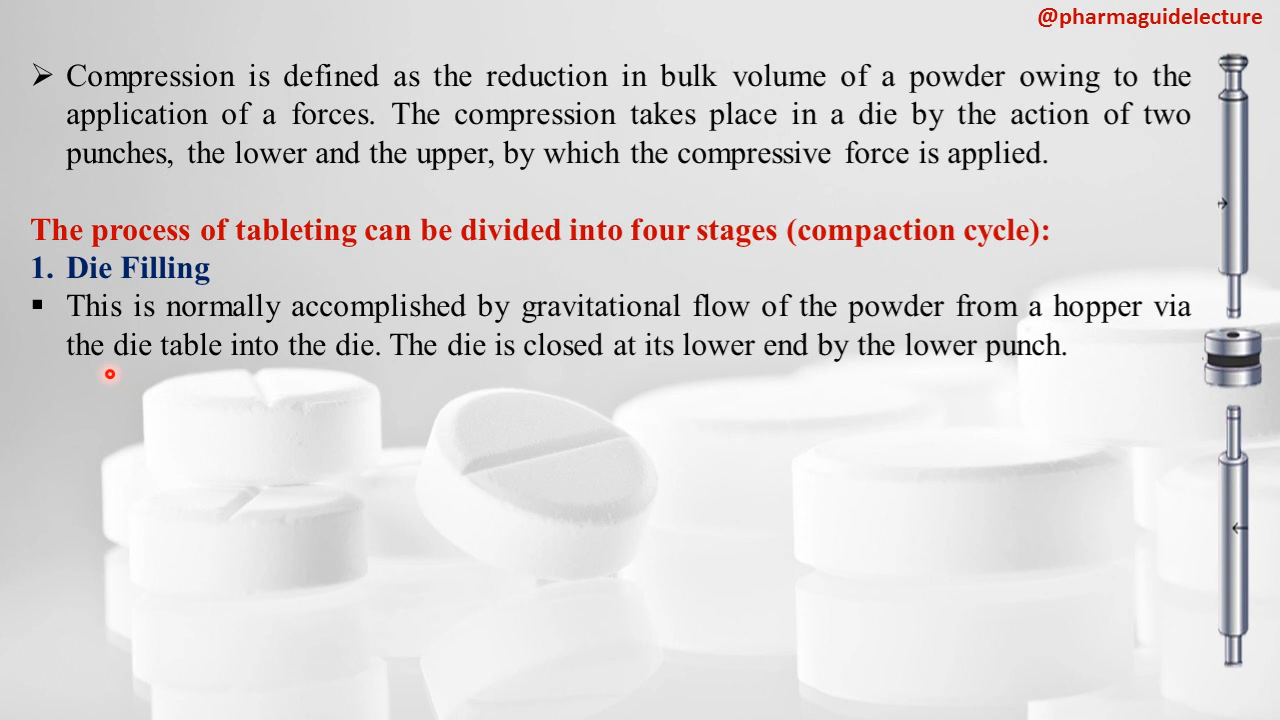 @pharmaguidelecture
➢ Compression is defined as the reduction in bulk volume of a powder owing to the
application of a forces. The compression takes place in a die by the action of two
punches, the lower and the upper, by which the compressive force is applied.
The process of tableting can be divided into four stages (compaction cycle):
1. Die Filling
▪ This is normally accomplished by gravitational flow of the powder from a hopper via
the die table into the die. The die is closed at its lower end by the lower punch.